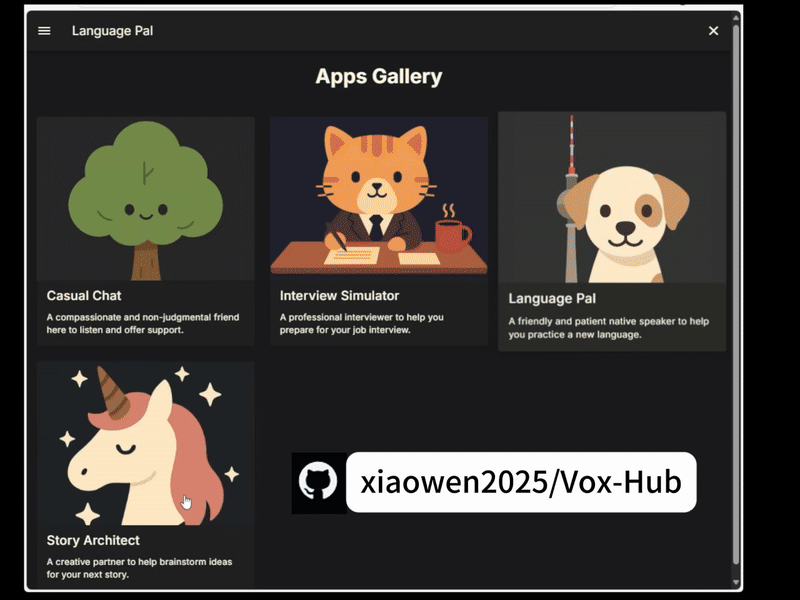 Language Pal
Apps Gallery
Casual Chat
A compassionate and non-judgmental friend
here to listen and offer support.
Interview Simulator
A professional interviewer to help you
prepare for your job interview.
Language Pal
A friendly and patient native speaker to help
you practice a new language.
Story Architect
A creative partner to help brainstorm ideas
for your next story.
xiaowen2025/Vox-Hub